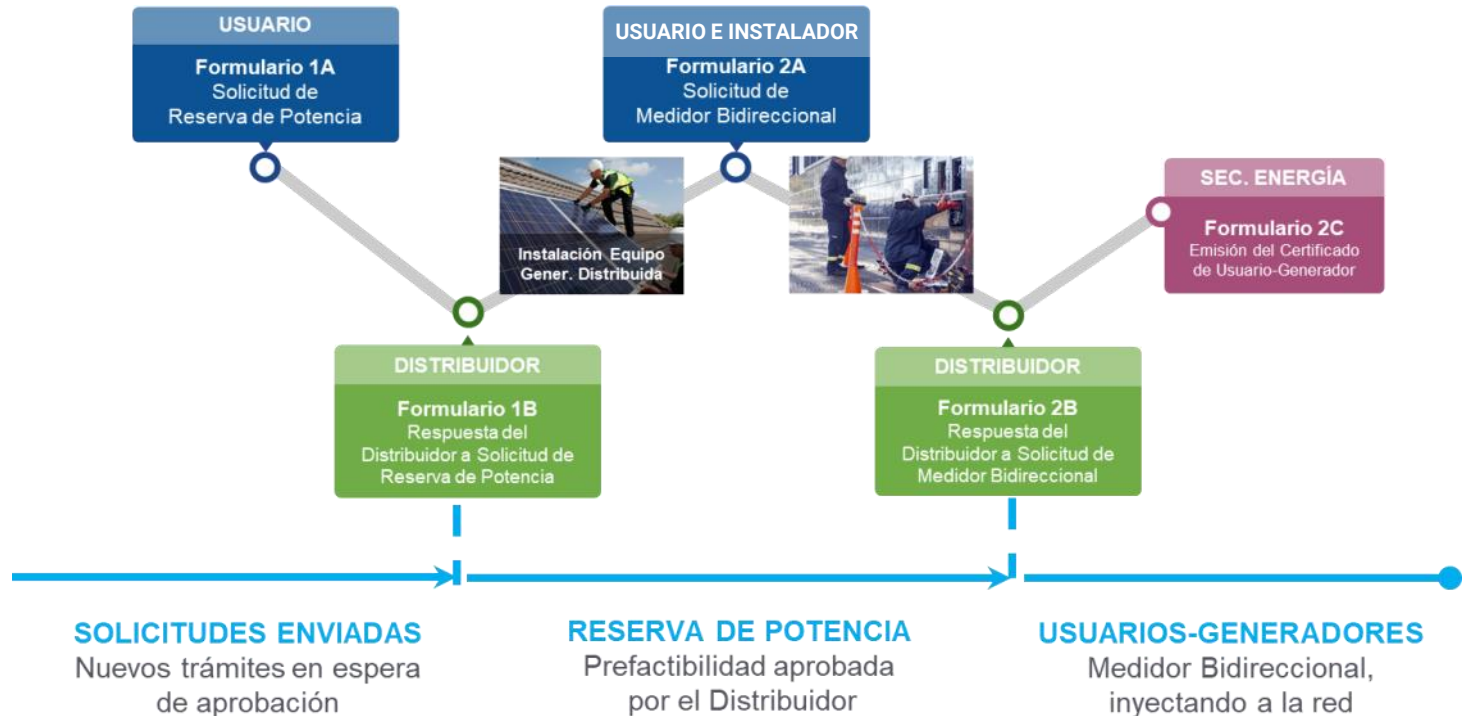 USUARIO
Formulario 1A
Solicitud de
Reserva de Potencia
USUARIO E INSTALADOR
Formulario 2A
Solicitud de
Medidor Bidireccional
Instalación Equipo
Gener. Distribuida
SEC. ENERGÍA
Formulario 2C
Emisión del Certificado
de Usuario-Generador
DISTRIBUIDOR
Formulario 1B
Respuesta del
Distribuidor a Solicitud de
Reserva de Potencia
DISTRIBUIDOR
Formulario 2B
Respuesta del
Distribuidor a Solicitud de
Medidor Bidireccional
SOLICITUDES ENVIADAS
Nuevos trámites en espera
de aprobación
RESERVA DE POTENCIA
Prefactibilidad aprobada
por el Distribuidor
USUARIOS-GENERADORES
Medidor Bidireccional,
inyectando a la red